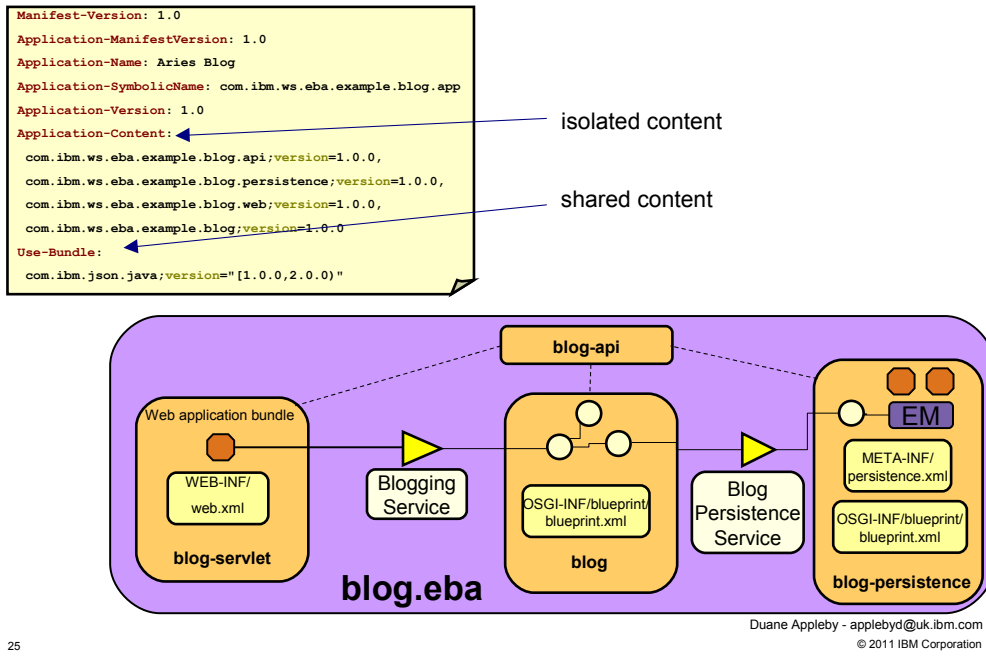 Manifest-Version: 1.0
Application-ManifestVersion: 1.0
Application-Name: Aries Blog
Application-SymbolicName: com.ibm.ws.eba.example.blog.app
Application-Version: 1.0
Application-Content:
com.ibm.ws.eba.example.blog.api;version=1.0.0,
com.ibm.ws.eba.example.blog.persistence;version=1.0.0,
com.ibm.ws.eba.example.blog.web;version=1.0.0,
com.ibm.ws.eba.example.blog;version=1.0.0
Use-Bundle:
com.ibm.json.java;version="[1.0.0,2.0.0)"
isolated content
shared content
blog-api
Web application bundle
WEB-INF/
web.xml
blog-servlet
Blogging
Service
OSGI-INF/blueprint/
blueprint.xml
blog
Blog
Persistence
Service
EM
META-INF/
persistence.xml
OSGI-INF/blueprint/
blueprint.xml
blog-persistence
blog.eba
Duane Appleby - applebyd@uk.ibm.com
25
© 2011 IBM Corporation